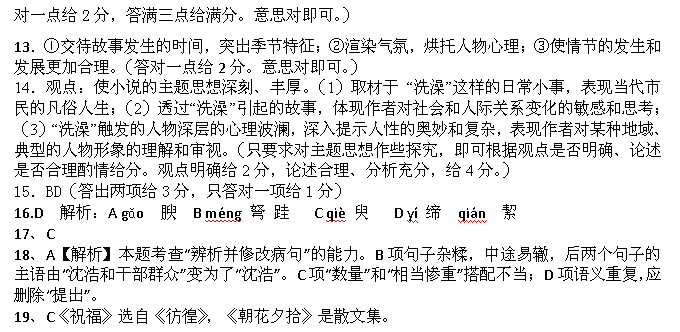 对一点给 2 分，答满三点给满分。意思对即可。）
13．①交待故事发生的时间，突出季节特征；②渲染气氛，烘托人物心理；③使情节的发生和
发展更加合理。（答对一点给 2 分。意思对即可。）
14．观点：使小说的主题思想深刻、丰厚。（1）取材于 “洗澡”这样的日常小事，表现当代市
民的凡俗人生；（2）透过“洗澡”引起的故事，体现作者对社会和人际关系变化的敏感和思考；
（3）“洗澡”触发的人物深层的心理波澜，深入提示人性的奥妙和复杂，表现作者对某种地域、
典型的人物形象的理解和审视。（只要求对主题思想作些探究，即可根据观点是否明确、论述
是否合理酌情给分。观点明确给 2 分，论述合理、分析充分，给 4 分。）
15．BD（答出两项给 3 分，只答对一项给 1 分）
16.D 解析：A gǎo 腴 B méng 弩 跬 C qiè 臾 D yí 缔 qián 絜
17、C
18、A【解析】本题考查“辨析并修改病句”的能力。B 项句子杂糅，中途易辙，后两个句子的
主语由“沈浩和干部群众”变为了“沈浩”。C 项“数量”和“相当惨重”搭配不当；D 项语义重复，应
删除“提出”。
19、C《祝福》选自《彷徨》，《朝花夕拾》是散文集。